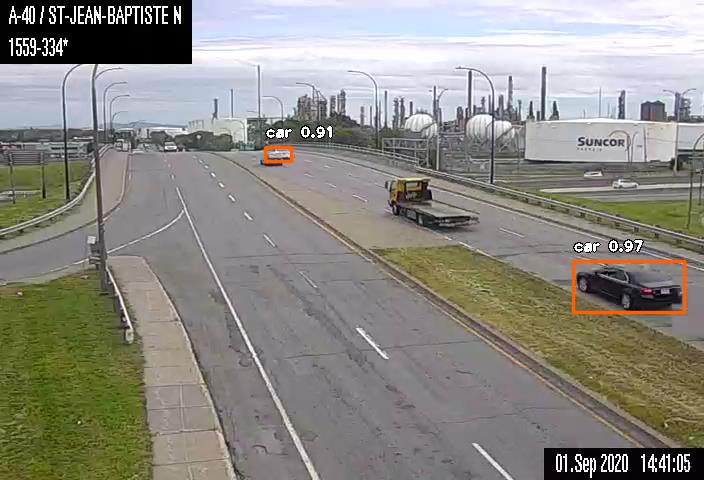 A-40 / ST-JEAN-BAPTISTE N
1559-334*
car 0.91
SUNCOR
car 0.97
01.Sep 2020 14:41:05